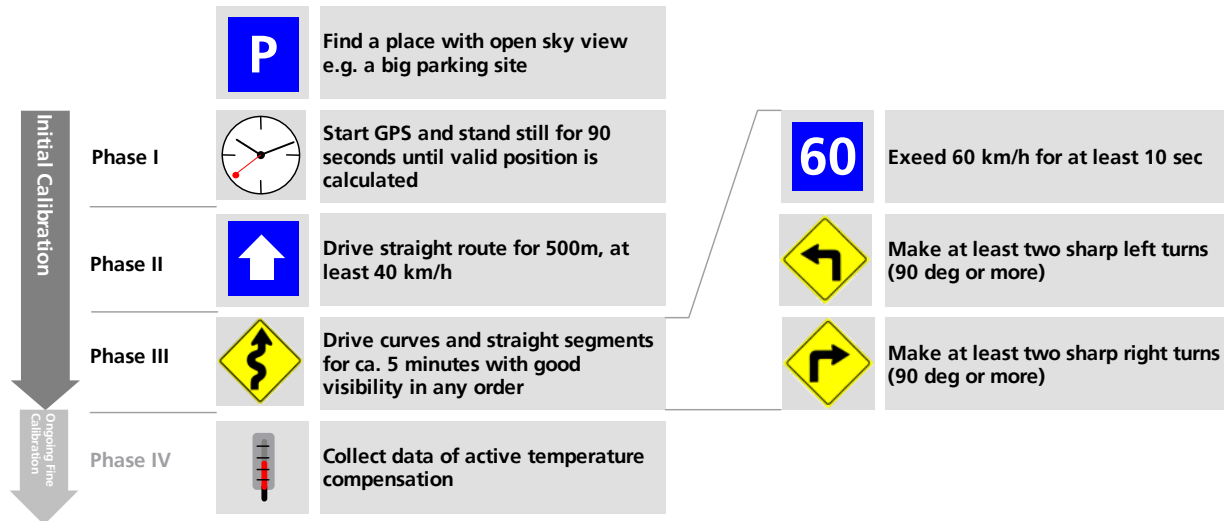 P
Find a place with open sky view
e.g. a big parking site
Initial Calibration
Phase I
Start GPS and stand still for 90
seconds until valid position is
calculated
Phase II
Drive straight route for 500m, at
least 40 km/h
Phase III
Drive curves and straight segments
for ca. 5 minutes with good
visibility in any order
60
Exeed 60 km/h for at least 10 sec
Make at least two sharp left turns
(90 deg or more)
Make at least two sharp right turns
(90 deg or more)
Ongoing Fine
Calibration
Phase IV
Collect data of active temperature
compensation